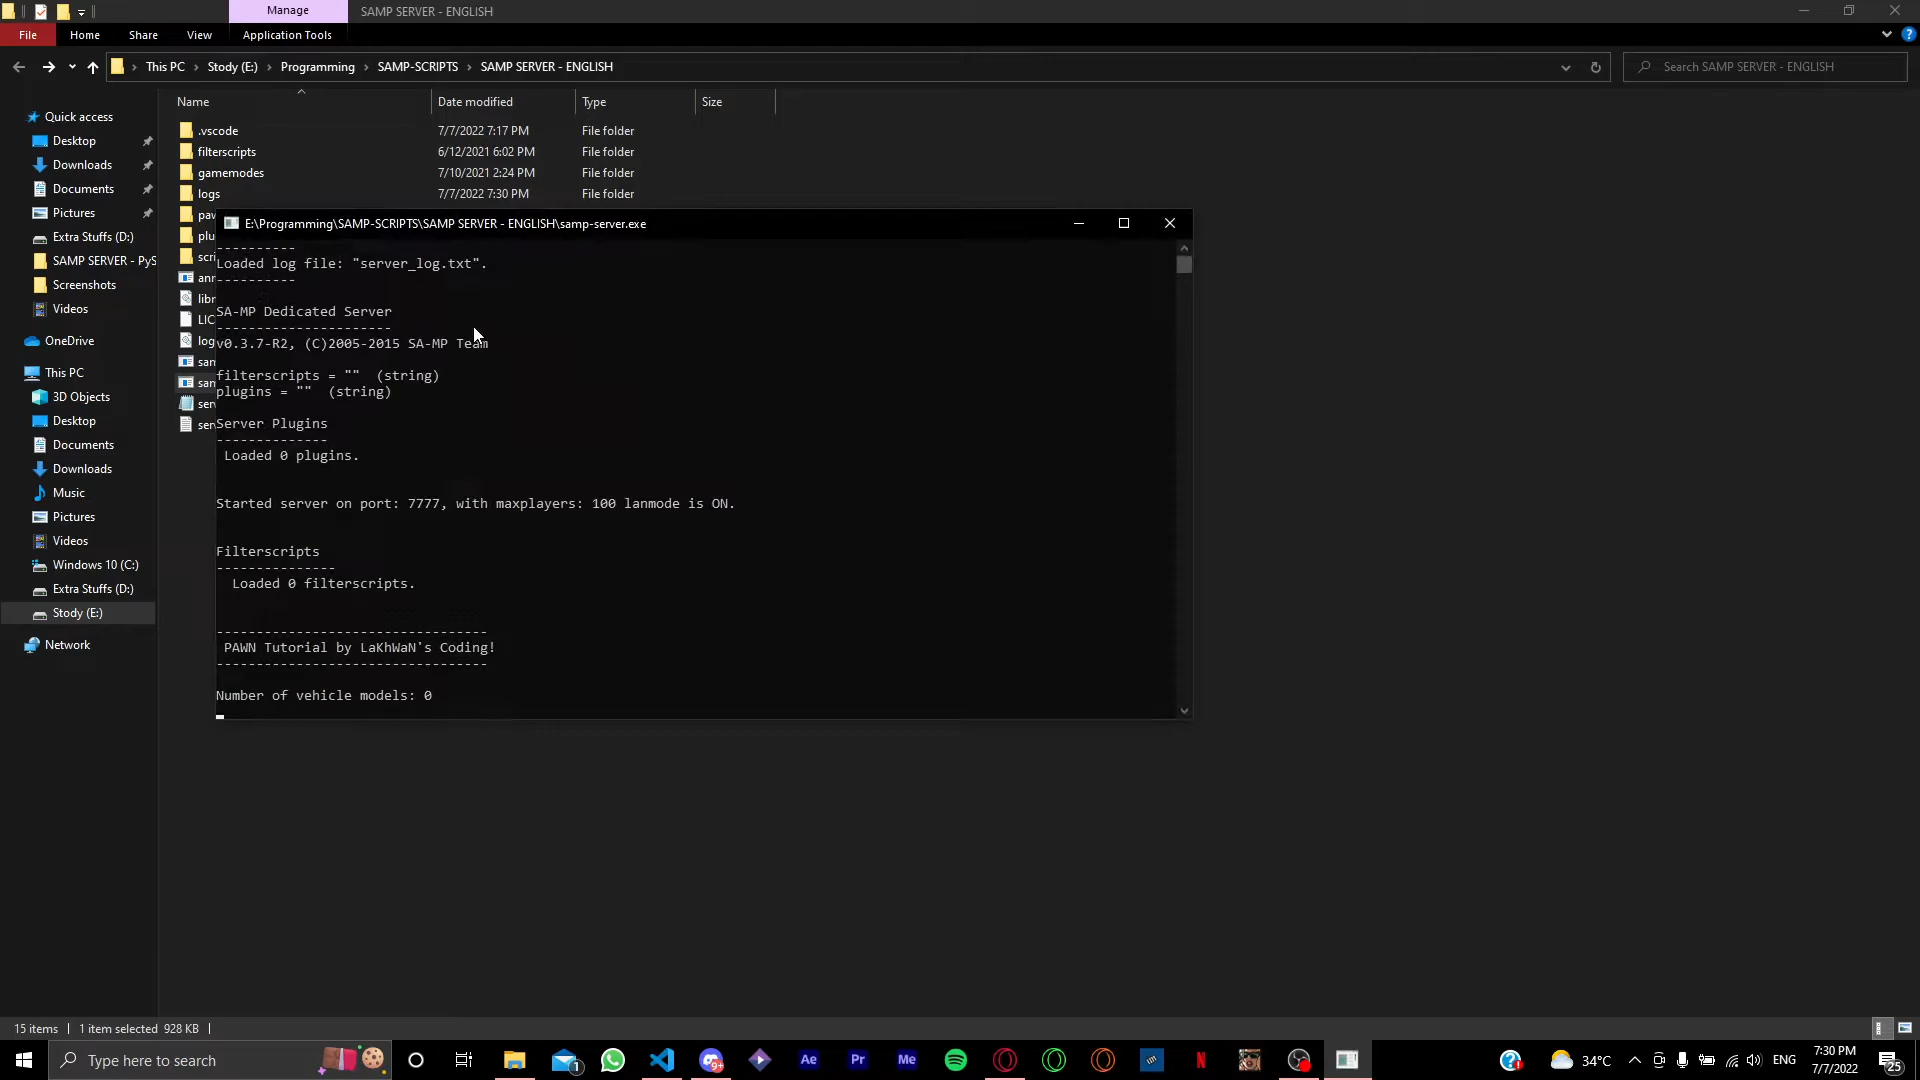 Manage
SAMP SERVER - ENGLISH
File
Home
Share
View
Application Tools
This PC
Stody (E:)
Programming
SAMP-SCRIPTS
SAMP SERVER - ENGLISH
Search SAMP SERVER - ENGLISH
Name
Date modified
Type
Size
Quick access
Desktop
Downloads
Documents
Pictures
Extra Stuffs (D:)
SAMP SERVER - PyS
Screenshots
Videos
OneDrive
This PC
3D Objects
Desktop
Documents
Downloads
Music
Pictures
Videos
Windows 10 (C:)
Extra Stuffs (D:)
Stody (E:)
Network
.vscode 7/7/2022 7:17 PM File folder
filterscripts 6/12/2021 6:02 PM File folder
gamemodes 7/10/2021 2:24 PM File folder
logs 7/7/2022 7:30 PM File folder
E:\Programming\SAMP-SCRIPTS\SAMP SERVER - ENGLISH\samp-server.exe
----------
Loaded log file: "server_log.txt".
----------
SA-MP Dedicated Server
----------------------
v0.3.7-R2, (C)2005-2015 SA-MP Team
filterscripts = "" (string)
plugins = "" (string)
Server Plugins
--------------
Loaded 0 plugins.
Started server on port: 7777, with maxplayers: 100 lanmode is ON.
Filterscripts
---------------
Loaded 0 filterscripts.
----------------------------------
PAWN Tutorial by LaKhWaN's Coding!
----------------------------------
Number of vehicle models: 0
15 items
1 item selected 928 KB
Type here to search
1
9+
Ae
Pr
Me
34°C
ENG
7:30 PM
7/7/2022
25